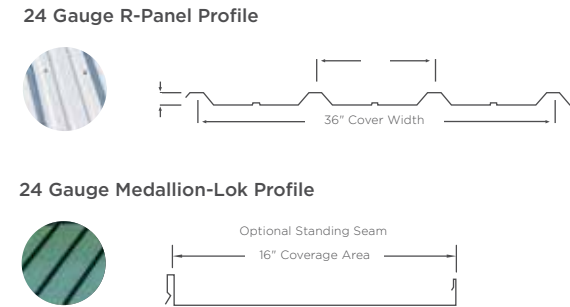 24 Gauge R-Panel Profile
36" Cover Width
24 Gauge Medallion-Lok Profile
Optional Standing Seam
16" Coverage Area